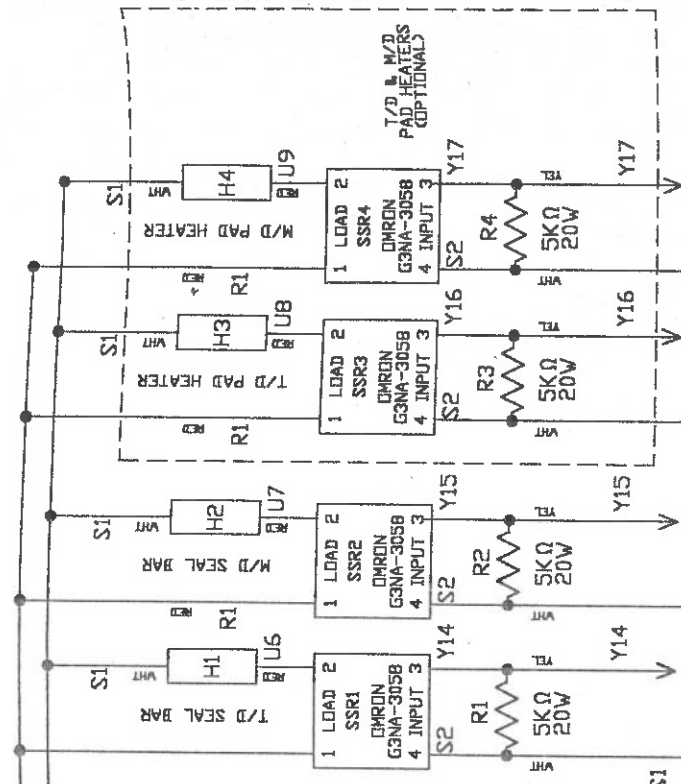 T/D & M/D
PAD HEATERS
(OPTIONAL)
S1
WHT
H4
U9
RED
M/D PAD HEATER
RED
R1
1 LOAD 2
SSR4
OMRON
G3NA-305B
4 INPUT 3
S2
Y17
R4
5KΩ
20W
YEL
WHT
Y17
S1
WHT
H3
U8
RED
T/D PAD HEATER
RED
R1
1 LOAD 2
SSR3
OMRON
G3NA-305B
4 INPUT 3
S2
Y16
R3
5KΩ
20W
YEL
WHT
Y16
S1
WHT
H2
U7
RED
M/D SEAL BAR
RED
R1
1 LOAD 2
SSR2
OMRON
G3NA-305B
4 INPUT 3
S2
Y15
R2
5KΩ
20W
YEL
WHT
Y15
S1
WHT
H1
U6
RED
T/D SEAL BAR
1 LOAD 2
SSR1
OMRON
G3NA-305B
4 INPUT 3
S2
Y14
R1
5KΩ
20W
YEL
WHT
Y14
S1